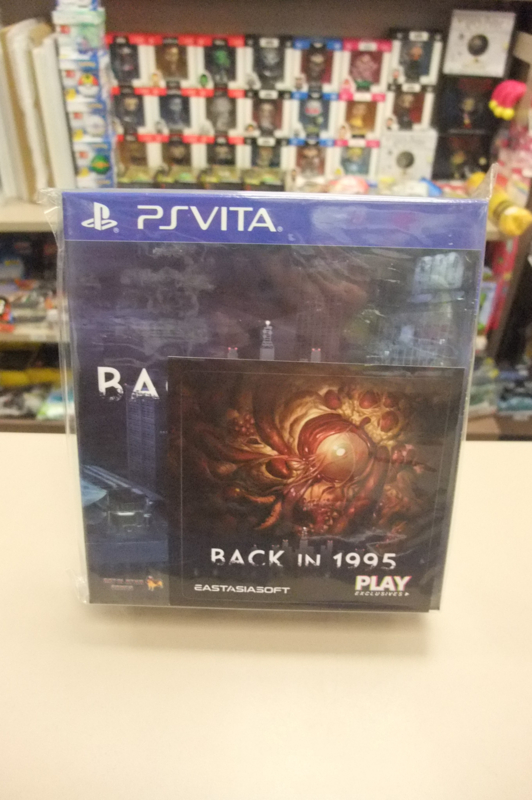 PSVITA
BA
BACK IN 1995
EASTASIASOFT
PLAY
EXCLUSIVES